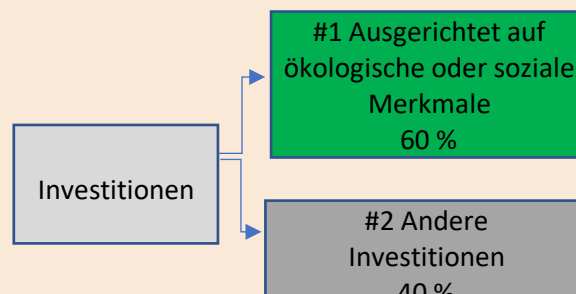 #1 Ausgerichtet auf
ökologische oder soziale
Merkmale
60 %
Investitionen
#2 Andere
Investitionen
40 %